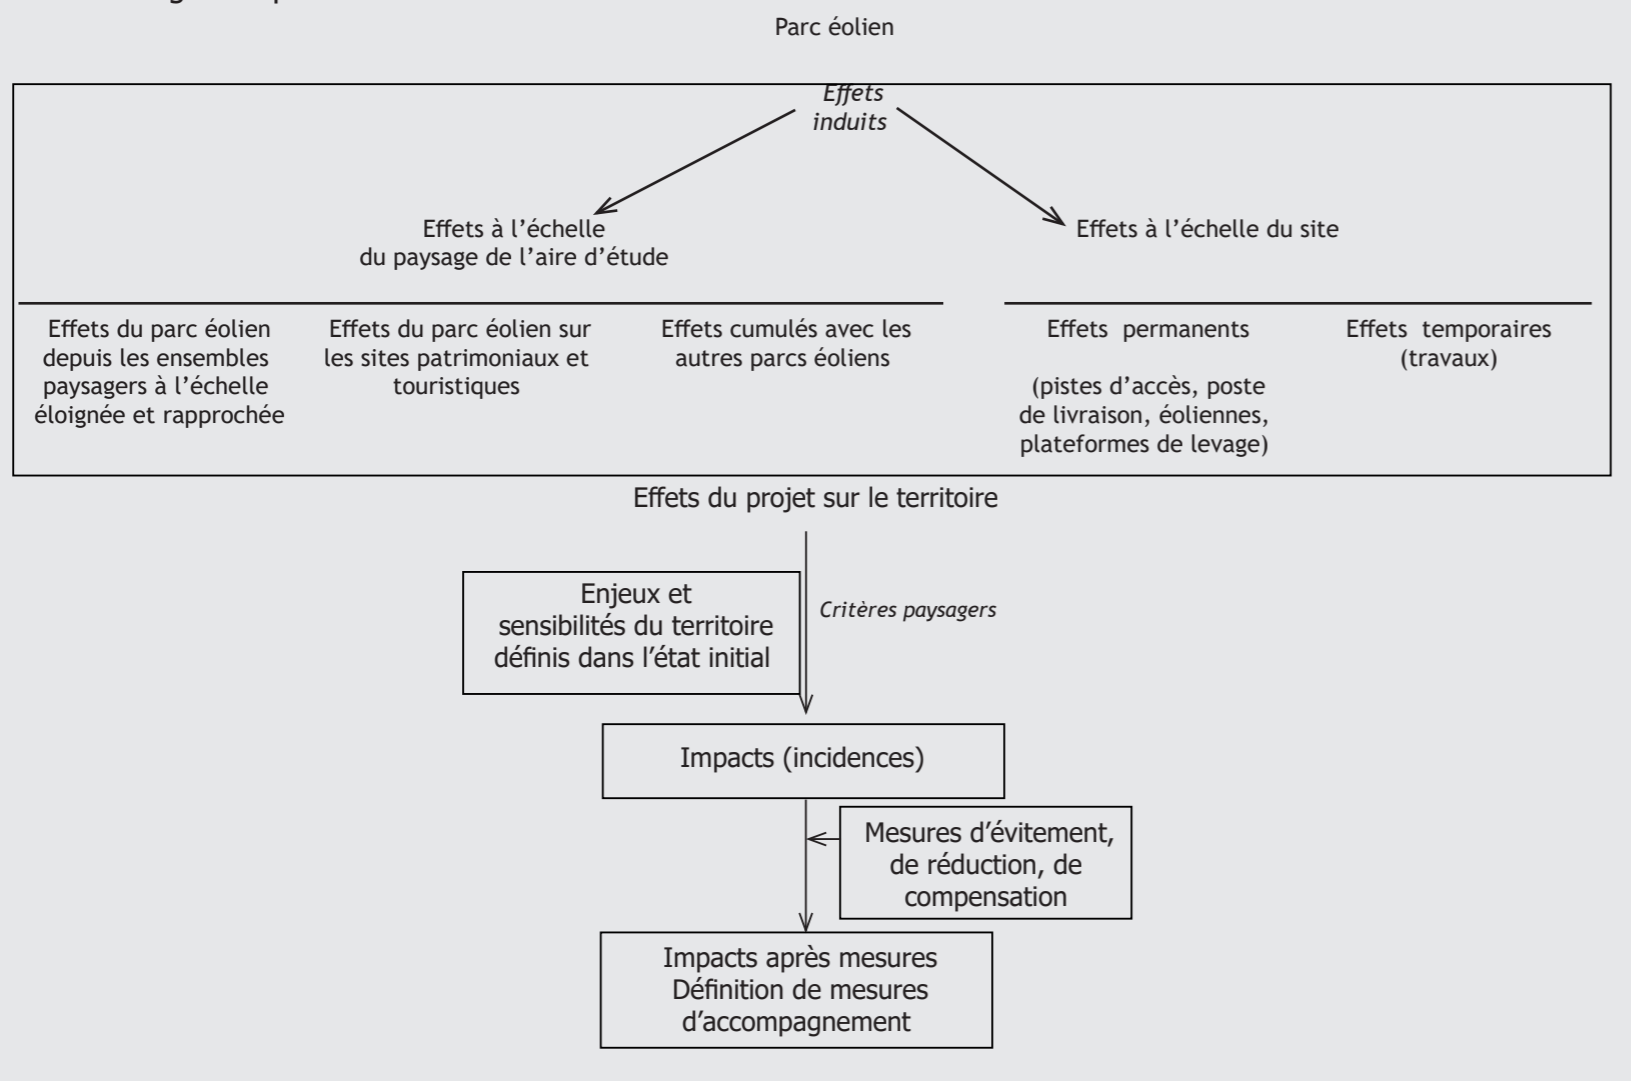 Parc éolien
Effets
induits
Effets à l’échelle
du paysage de l’aire d’étude
Effets à l’échelle du site
Effets du parc éolien
depuis les ensembles
paysagers à l’échelle
éloignée et rapprochée
Effets du parc éolien sur
les sites patrimoniaux et
touristiques
Effets cumulés avec les
autres parcs éoliens
Effets permanents
(pistes d’accès, poste
de livraison, éoliennes,
plateformes de levage)
Effets temporaires
(travaux)
Effets du projet sur le territoire
Enjeux et
sensibilités du territoire
définis dans l’état initial
Critères paysagers
Impacts (incidences)
Mesures d’évitement,
de réduction, de
compensation
Impacts après mesures
Définition de mesures
d’accompagnement